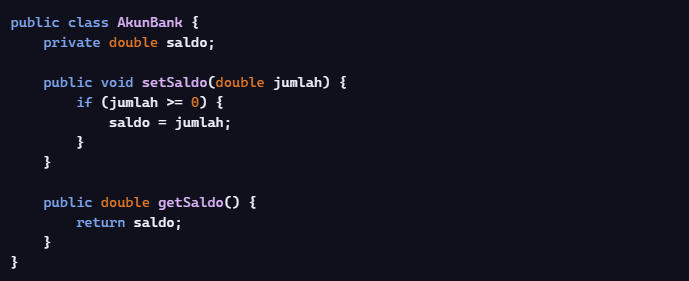 public class AkunBank {
    private double saldo;

    public void setSaldo(double jumlah) {
        if (jumlah >= 0) {
            saldo = jumlah;
        }
    }

    public double getSaldo() {
        return saldo;
    }
}